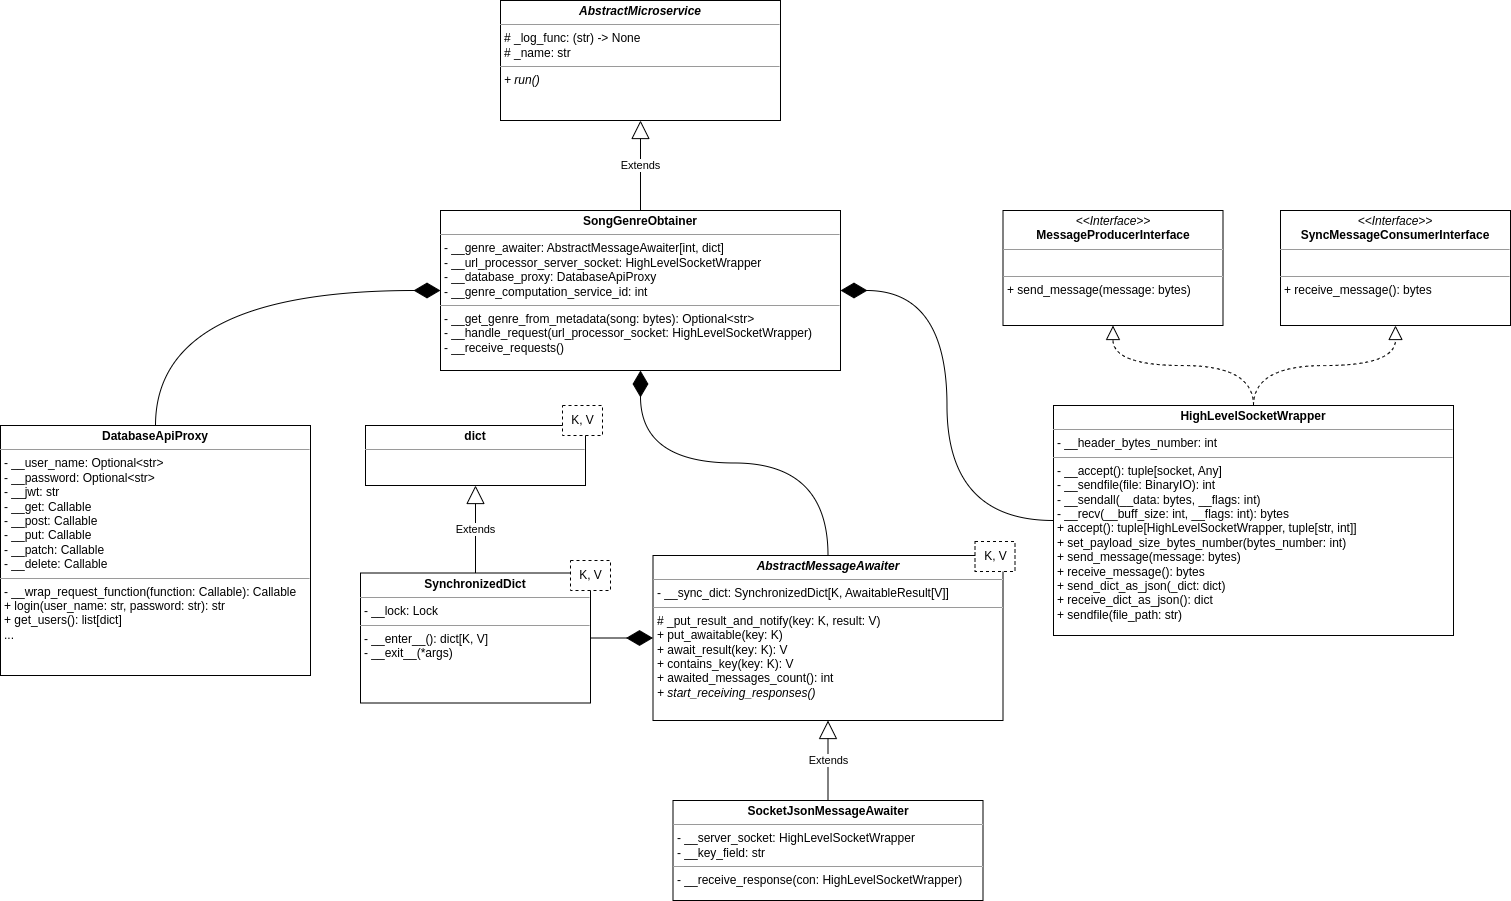 AbstractMicroservice
# _log_func: (str) -> None
# _name: str
+ run()
Extends
SongGenreObtainer
- __genre_awaiter: AbstractMessageAwaiter[int, dict]
- __url_processor_server_socket: HighLevelSocketWrapper
- __database_proxy: DatabaseApiProxy
- __genre_computation_service_id: int
- __get_genre_from_metadata(song: bytes): Optional<str>
- __handle_request(url_processor_socket: HighLevelSocketWrapper)
- __receive_requests()
<<Interface>>
MessageProducerInterface
+ send_message(message: bytes)
<<Interface>>
SyncMessageConsumerInterface
+ receive_message(): bytes
DatabaseApiProxy
- __user_name: Optional<str>
- __password: Optional<str>
- __jwt: str
- __get: Callable
- __post: Callable
- __put: Callable
- __patch: Callable
- __delete: Callable
- __wrap_request_function(function: Callable): Callable
+ login(user_name: str, password: str): str
+ get_users(): list[dict]
...
K, V
dict
Extends
K, V
SynchronizedDict
- __lock: Lock
- __enter__(): dict[K, V]
- __exit__(*args)
K, V
AbstractMessageAwaiter
- __sync_dict: SynchronizedDict[K, AwaitableResult[V]]
# _put_result_and_notify(key: K, result: V)
+ put_awaitable(key: K)
+ await_result(key: K): V
+ contains_key(key: K): V
+ awaited_messages_count(): int
+ start_receiving_responses()
HighLevelSocketWrapper
- __header_bytes_number: int
- __accept(): tuple[socket, Any]
- __sendfile(file: BinaryIO): int
- __sendall(__data: bytes, __flags: int)
- __recv(__buff_size: int, __flags: int): bytes
+ accept(): tuple[HighLevelSocketWrapper, tuple[str, int]]
+ set_payload_size_bytes_number(bytes_number: int)
+ send_message(message: bytes)
+ receive_message(): bytes
+ send_dict_as_json(_dict: dict)
+ receive_dict_as_json(): dict
+ sendfile(file_path: str)
Extends
SocketJsonMessageAwaiter
- __server_socket: HighLevelSocketWrapper
- __key_field: str
- __receive_response(con: HighLevelSocketWrapper)